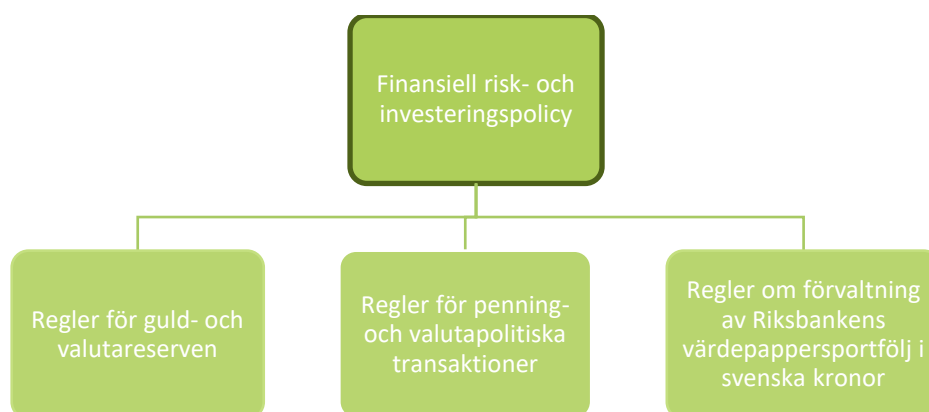 Finansiell risk- och
investeringspolicy
Regler för guld- och
valutareserven
Regler för penning-
och valutapolitiska
transaktioner
Regler om förvaltning
av Riksbankens
värdepappersportfölj i
svenska kronor